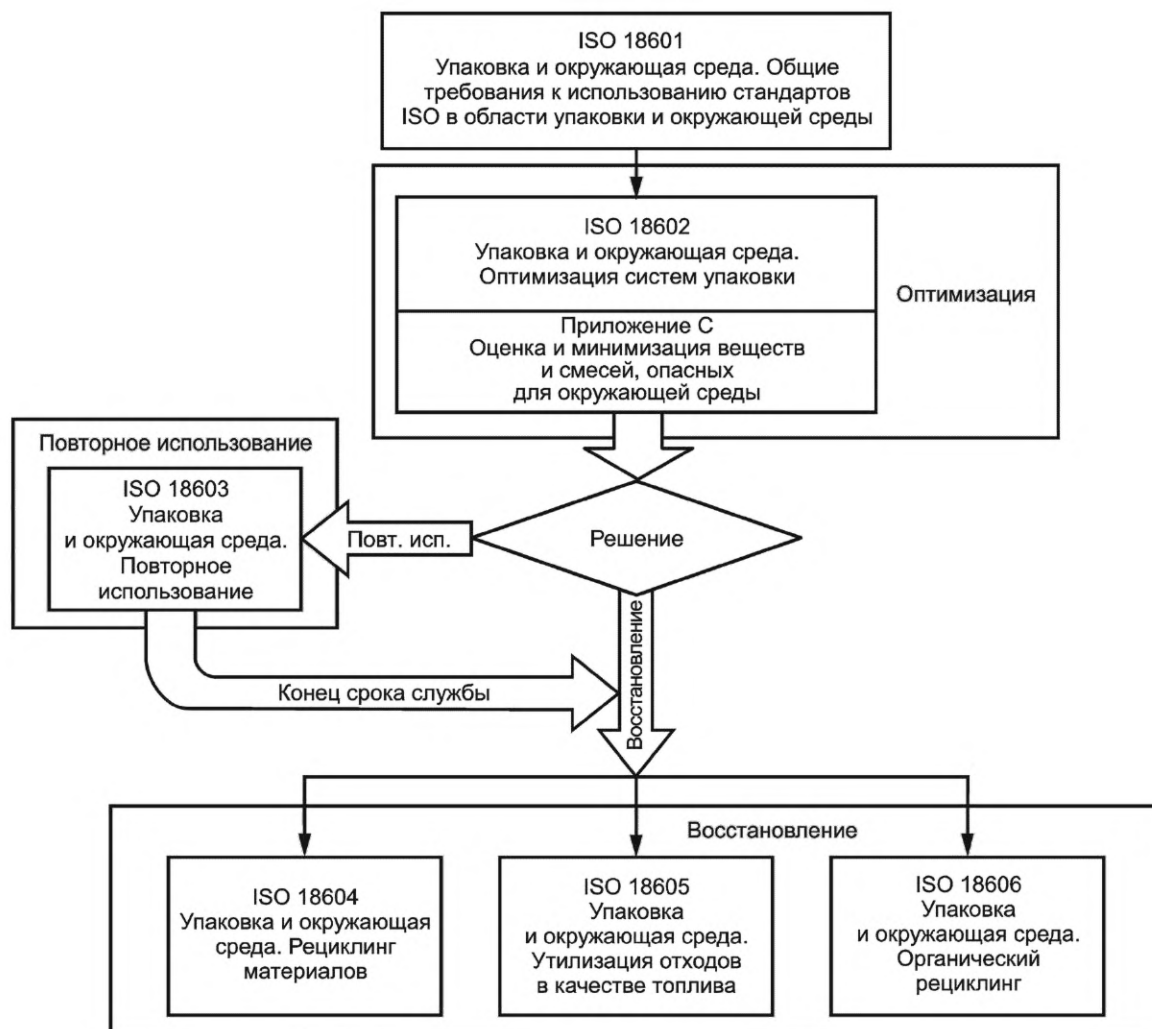 ISO 18601
Упаковка и окружающая среда. Общие
требования к использованию стандартов
ISO в области упаковки и окружающей среды
ISO 18602
Упаковка и окружающая среда.
Оптимизация систем упаковки
Оптимизация
Приложение С
Оценка и минимизация веществ
и смесей, опасных
для окружающей среды
Повторное использование
ISO 18603
Упаковка
и окружающая среда.
Повторное
использование
Повт. исп.
Решение
Восстановление
Конец срока службы
Восстановление
ISO 18604
Упаковка и окружающая
среда. Рециклинг
материалов
ISO 18605
Упаковка
и окружающая среда.
Утилизация отходов
в качестве топлива
ISO 18606
Упаковка
и окружающая среда.
Органический
рециклинг